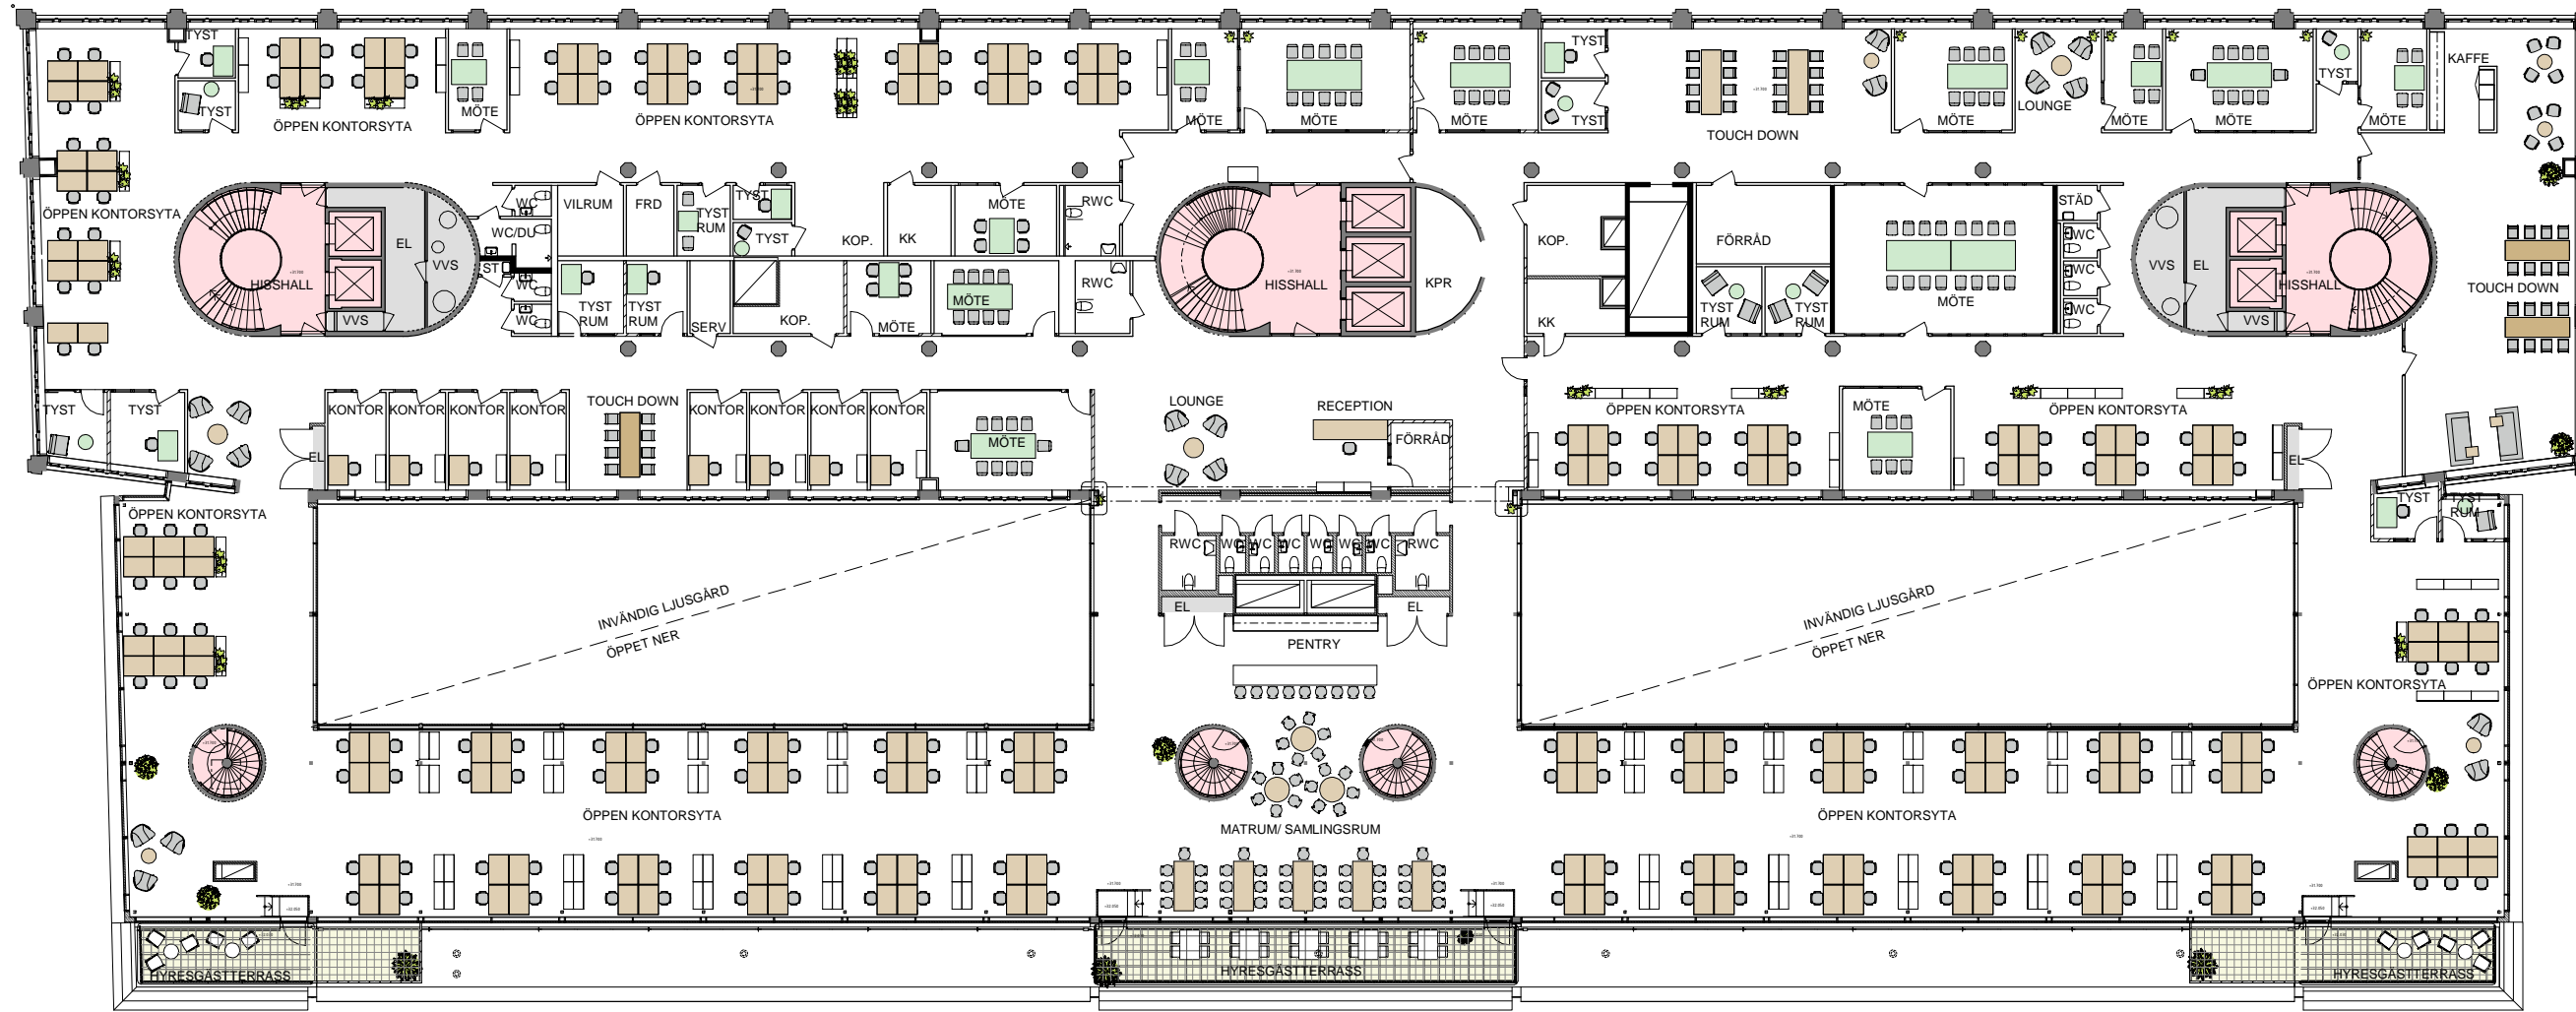 TYST
TYST
ÖPPEN KONTORSYTA
MÖTE
ÖPPEN KONTORSYTA
MÖTE
MÖTE
MÖTE
TYST
TYST
TOUCH DOWN
MÖTE
LOUNGE
MÖTE
MÖTE
TYST
MÖTE
KAFFE
ÖPPEN KONTORSYTA
HISSHALL
EL
VVS
VVS
WC
WC/DU
ST
WC
WC
VILRUM
FRD
TYST
RUM
TYST
TYST
KOP.
KK
MÖTE
RWC
TYST
RUM
TYST
RUM
SERV
KOP.
MÖTE
MÖTE
RWC
HISSHALL
KPR
KOP.
KK
FÖRRÅD
TYST
RUM
TYST
RUM
MÖTE
STÄD
WC
WC
WC
VVS
EL
VVS
HISSHALL
TOUCH DOWN
TYST
TYST
EL
KONTOR
KONTOR
KONTOR
KONTOR
TOUCH DOWN
KONTOR
KONTOR
KONTOR
KONTOR
MÖTE
LOUNGE
RECEPTION
FÖRRÅD
ÖPPEN KONTORSYTA
MÖTE
ÖPPEN KONTORSYTA
EL
ÖPPEN KONTORSYTA
TYST
TYST
RUM
INVÄNDIG LJUSGÅRD
ÖPPET NER
RWC
WC
WC
WC
WC
WC
WC
RWC
EL
EL
PENTRY
INVÄNDIG LJUSGÅRD
ÖPPET NER
ÖPPEN KONTORSYTA
ÖPPEN KONTORSYTA
MATRUM/ SAMLINGSRUM
ÖPPEN KONTORSYTA
HYRESGÄSTTERRASS
HYRESGÄSTTERRASS
HYRESGÄSTTERRASS